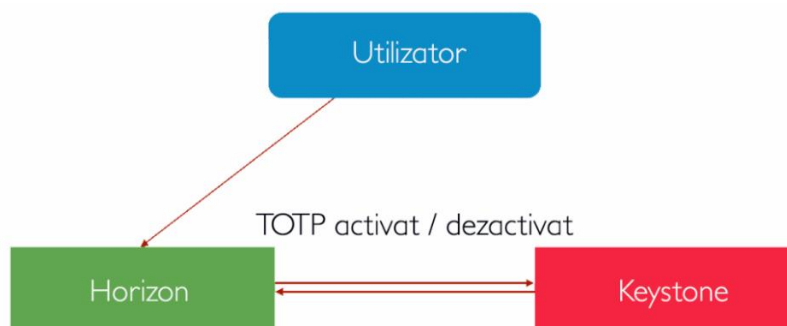 Utilizator
TOTP activat / dezactivat
Horizon
Keystone